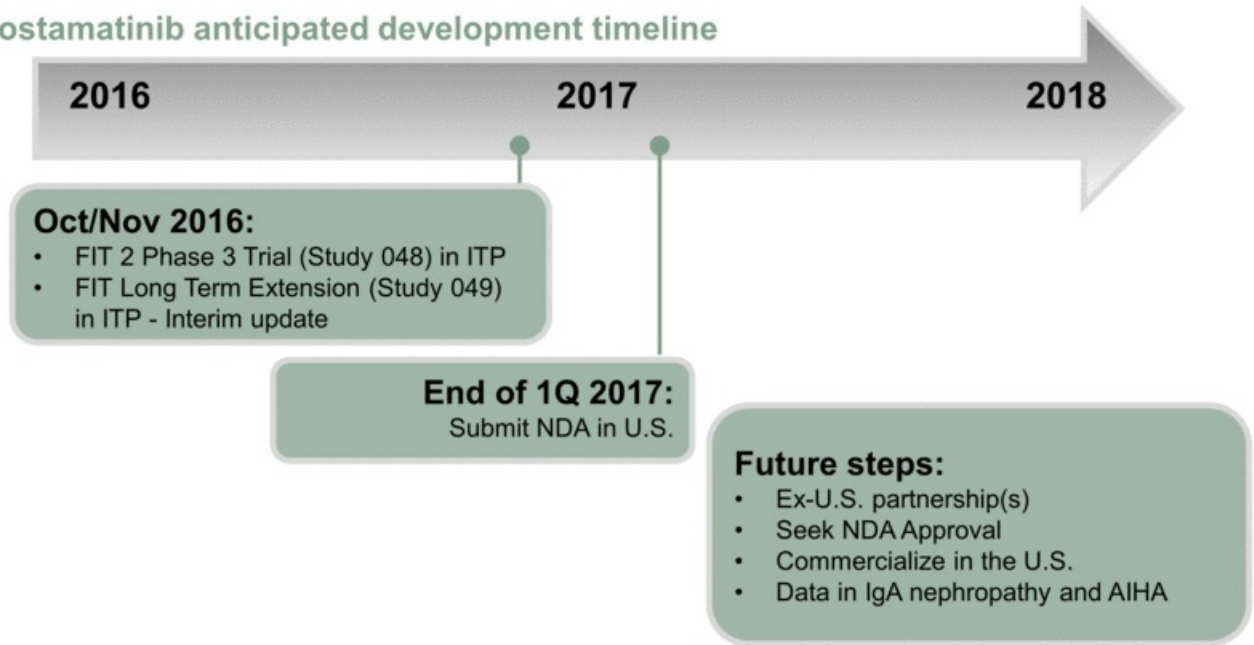 ostamatinib anticipated development timeline
2016 2017 2018
Oct/Nov 2016:
• FIT 2 Phase 3 Trial (Study 048) in ITP
• FIT Long Term Extension (Study 049)
in ITP - Interim update
End of 1Q 2017:
Submit NDA in U.S.
Future steps:
• Ex-U.S. partnership(s)
• Seek NDA Approval
• Commercialize in the U.S.
• Data in IgA nephropathy and AIHA